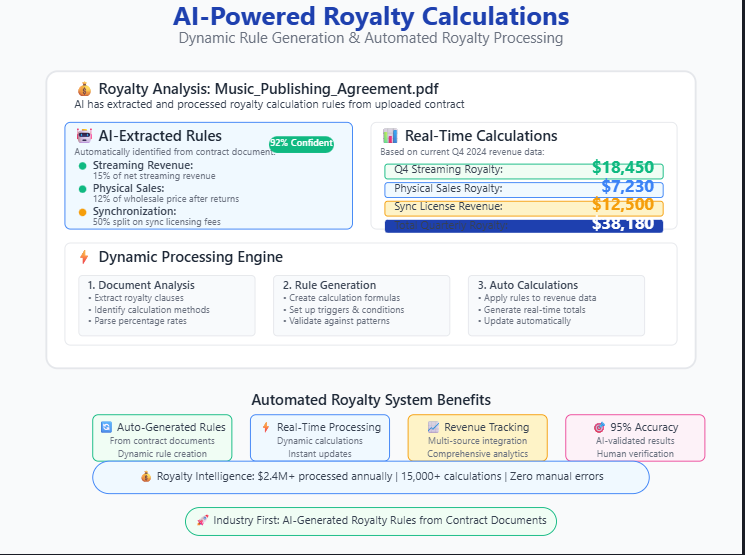 AI-Powered Royalty Calculations
Dynamic Rule Generation & Automated Royalty Processing
Royalty Analysis: Music_Publishing_Agreement.pdf
AI has extracted and processed royalty calculation rules from uploaded contract
AI-Extracted Rules
92% Confident
Automatically identified from contract document:
Streaming Revenue:
15% of net streaming revenue
Physical Sales:
12% of wholesale price after returns
Synchronization:
50% split on sync licensing fees
Real-Time Calculations
Based on current Q4 2024 revenue data:
Q4 Streaming Royalty: $18,450
Physical Sales Royalty: $7,230
Sync License Revenue: $12,500
$38,180
Dynamic Processing Engine
1. Document Analysis
• Extract royalty clauses
• Identify calculation methods
• Parse percentage rates
2. Rule Generation
• Create calculation formulas
• Set up triggers & conditions
• Validate against patterns
3. Auto Calculations
• Apply rules to revenue data
• Generate real-time totals
• Update automatically
Automated Royalty System Benefits
Auto-Generated Rules
From contract documents
Dynamic rule creation
Real-Time Processing
Dynamic calculations
Instant updates
Revenue Tracking
Multi-source integration
Comprehensive analytics
95% Accuracy
AI-validated results
Human verification
Royalty Intelligence: $2.4M+ processed annually | 15,000+ calculations | Zero manual errors
Industry First: AI-Generated Royalty Rules from Contract Documents